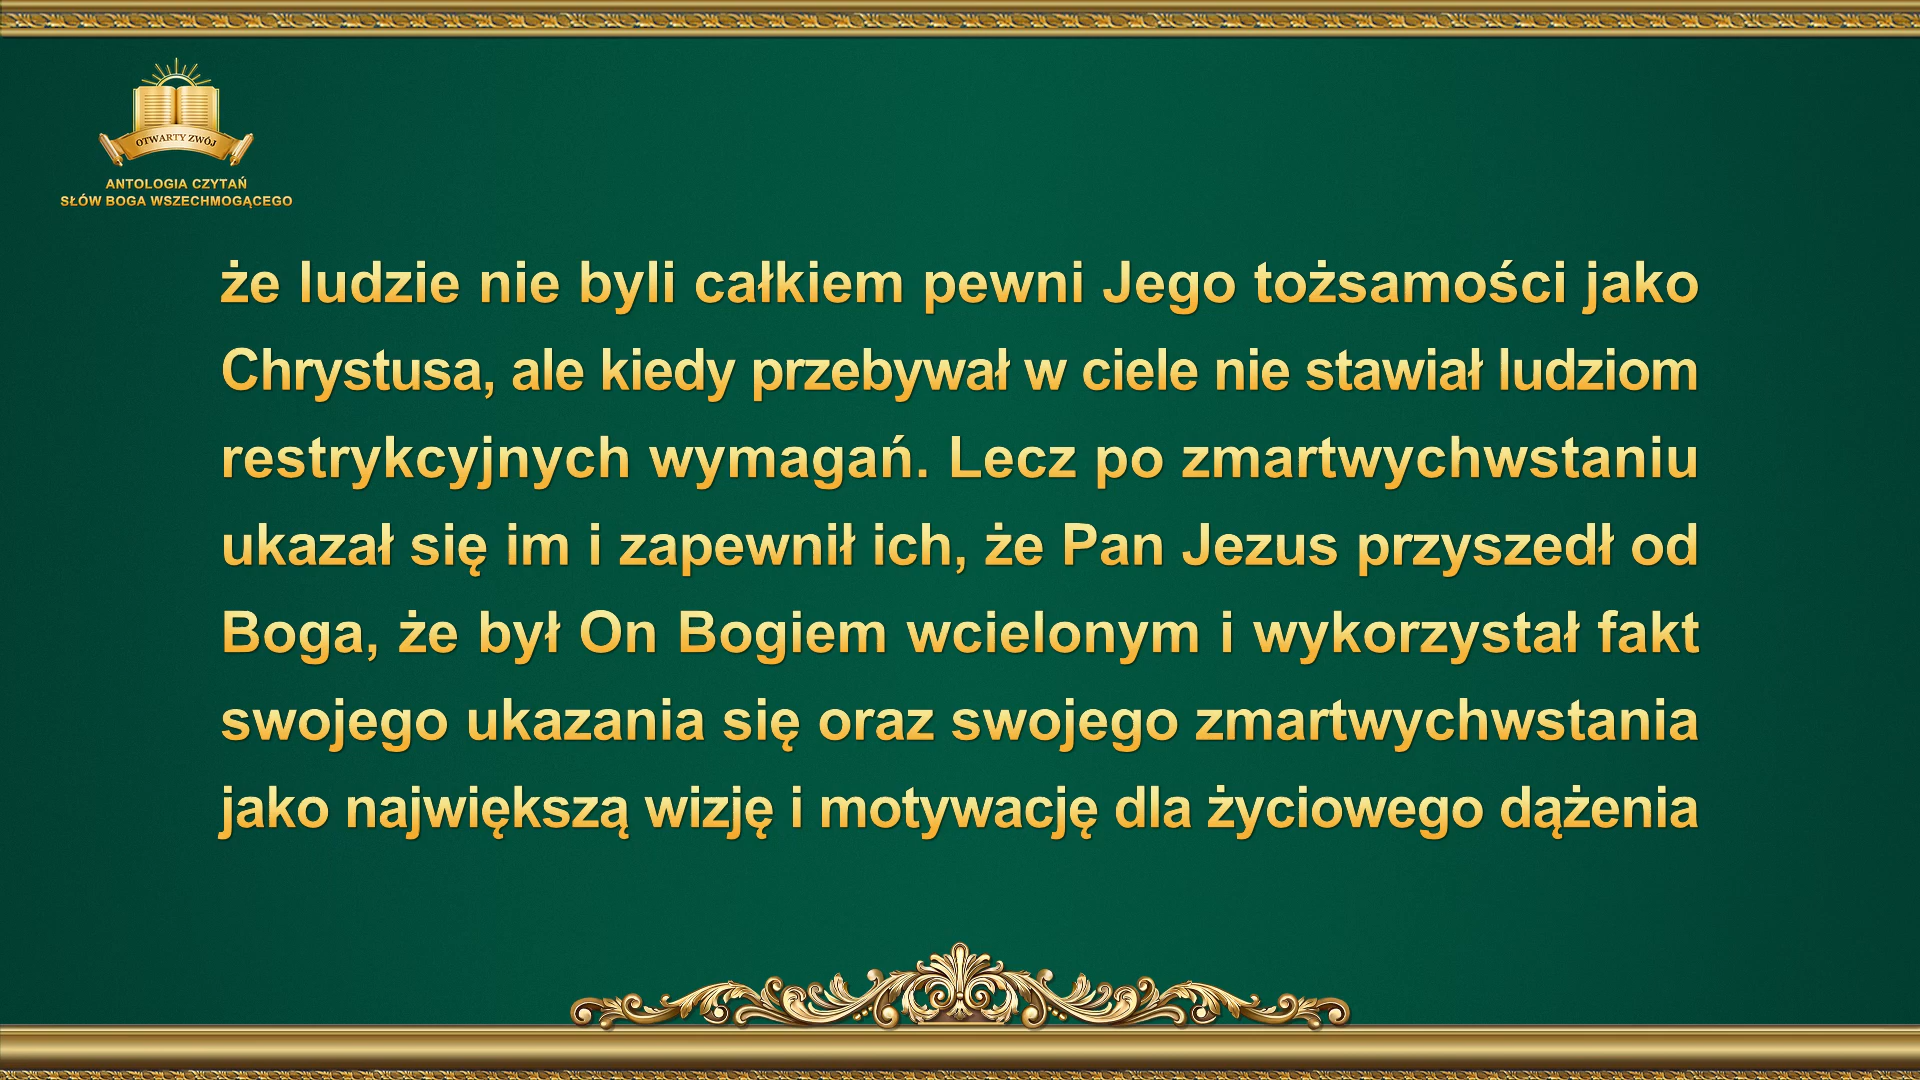 OTWARTY ZWÓJ
ANTOLOGIA CZYTAŃ
SŁÓW BOGA WSZECHMOGĄCEGO
że ludzie nie byli całkiem pewni Jego tożsamości jako
Chrystusa, ale kiedy przebywał w ciele nie stawiał ludziom
restrykcyjnych wymagań. Lecz po zmartwychwstaniu
ukazał się im i zapewnił ich, że Pan Jezus przyszedł od
Boga, że był On Bogiem wcielonym i wykorzystał fakt
swojego ukazania się oraz swojego zmartwychwstania
jako największą wizję i motywację dla życiowego dążenia